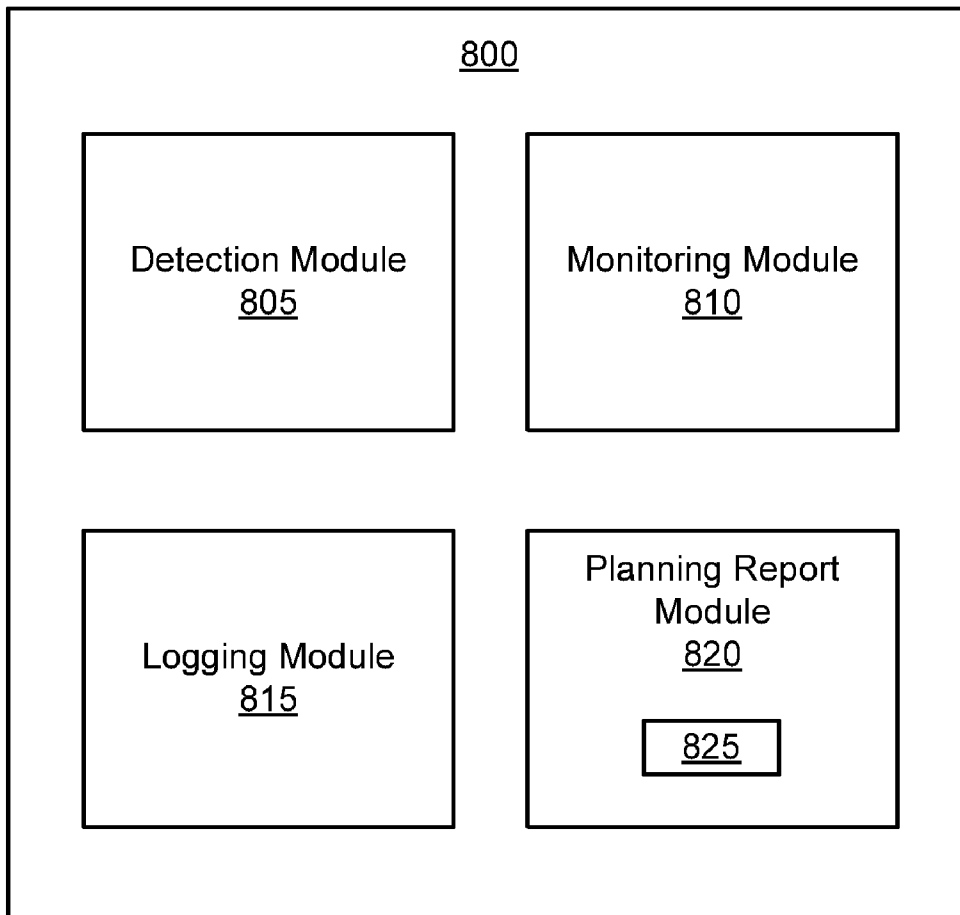 800
Detection Module
805
Monitoring Module
810
Logging Module
815
Planning Report
Module
820
825